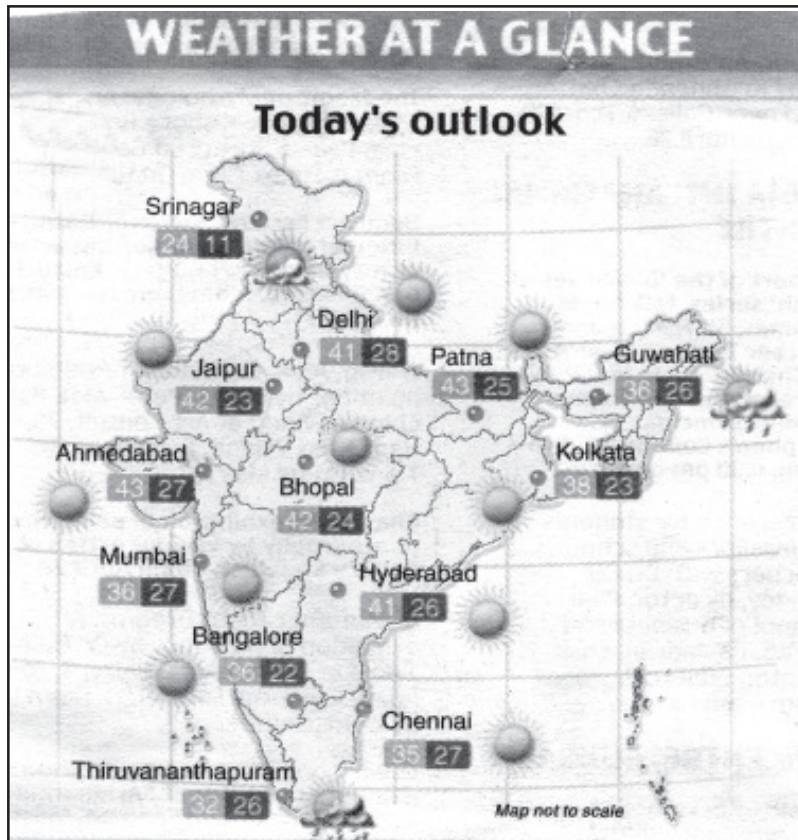 WEATHER AT A GLANCE
Today's outlook
Srinagar
24 11
Delhi
41 28
Jaipur
42 23
Patna
43 25
Guwahati
36 26
Ahmedabad
43 27
Bhopal
42 24
Kolkata
38 23
Mumbai
36 27
Hyderabad
41 26
Bangalore
36 22
Chennai
35 27
Thiruvananthapuram
32 26
Map not to scale